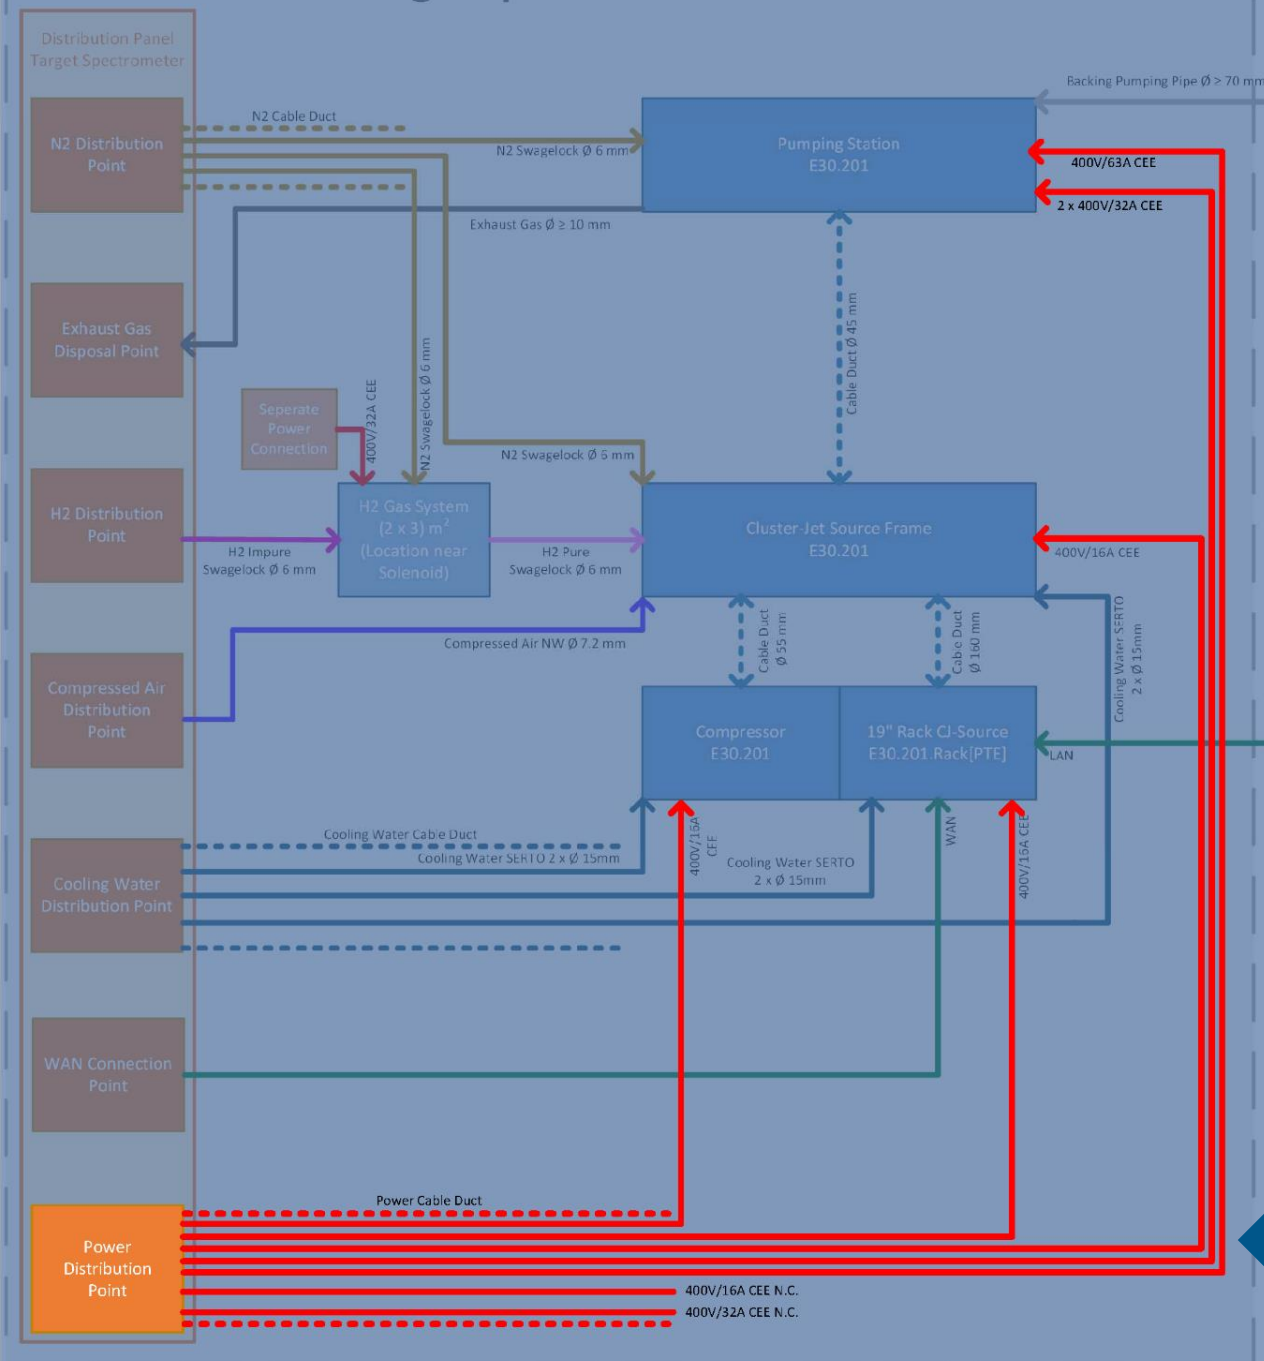 Distribution Panel
Target Spectrometer
N2 Distribution
Point
N2 Cable Duct
N2 Swagelock Ø 6 mm
Pumping Station
E30.201
Backing Pumping Pipe Ø ≥ 70 mm
400V/63A CEE
2 x 400V/32A CEE
Exhaust Gas Ø ≥ 10 mm
Exhaust Gas
Disposal Point
Cable Duct Ø 45 mm
N2 Swagelock Ø 6 mm
400V/32A CEE
Seperate
Power
Connection
N2 Swagelock Ø 6 mm
H2 Distribution
Point
H2 Impure
Swagelock Ø 6 mm
H2 Gas System
(2 x 3) m²
(Location near
Solenoid)
H2 Pure
Swagelock Ø 6 mm
Cluster-Jet Source Frame
E30.201
400V/16A CEE
Cooling Water SERTO
2 x Ø 15mm
Cable Duct
Ø 55 mm
Cable Duct
Ø 160 mm
Compressed Air NW Ø 7.2 mm
Compressed Air
Distribution
Point
Compressor
E30.201
19" Rack CJ-Source
E30.201.Rack[PTE]
LAN
Cooling Water Cable Duct
Cooling Water SERTO 2 x Ø 15mm
400V/16A
CEE
Cooling Water SERTO
2 x Ø 15mm
WAN
400V/16A CEE
Cooling Water
Distribution Point
WAN Connection
Point
Power Cable Duct
Power
Distribution
Point
400V/16A CEE N.C.
400V/32A CEE N.C.